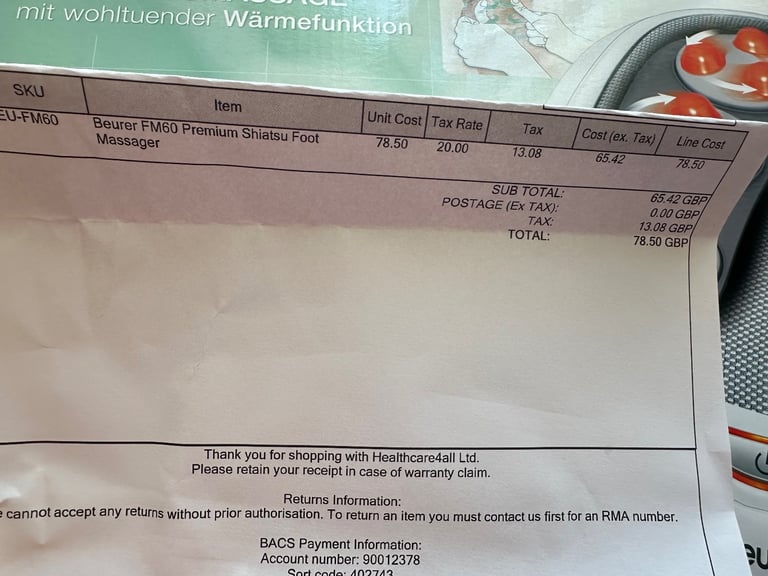 mit wohltuender Wärmefunktion
SKU Item Unit Cost Tax Rate Tax Cost (ex. Tax) Line Cost
EU-FM60 Beurer FM60 Premium Shiatsu Foot 78.50 20.00 13.08 65.42 78.50
Massager
SUB TOTAL: 65.42 GBP
POSTAGE (Ex TAX): 0.00 GBP
TAX: 13.08 GBP
TOTAL: 78.50 GBP
Thank you for shopping with Healthcare4all Ltd.
Please retain your receipt in case of warranty claim.
Returns Information:
cannot accept any returns without prior authorisation. To return an item you must contact us first for an RMA number.
BACS Payment Information:
Account number: 90012378
Sort code: 402743
eu